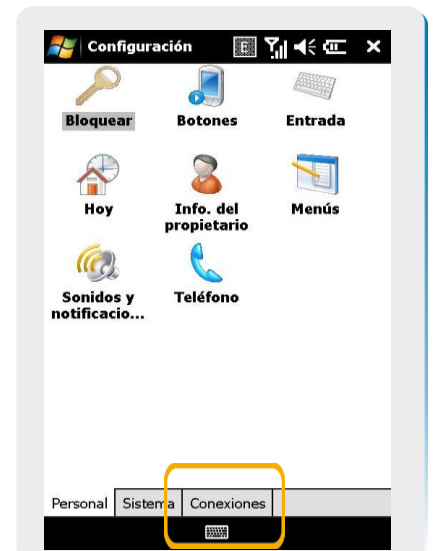 Configuración
E
Bloquear Botones Entrada
Hoy Info. del propietario Menús
Sonidos y notificacio... Teléfono
Personal Sistema Conexiones